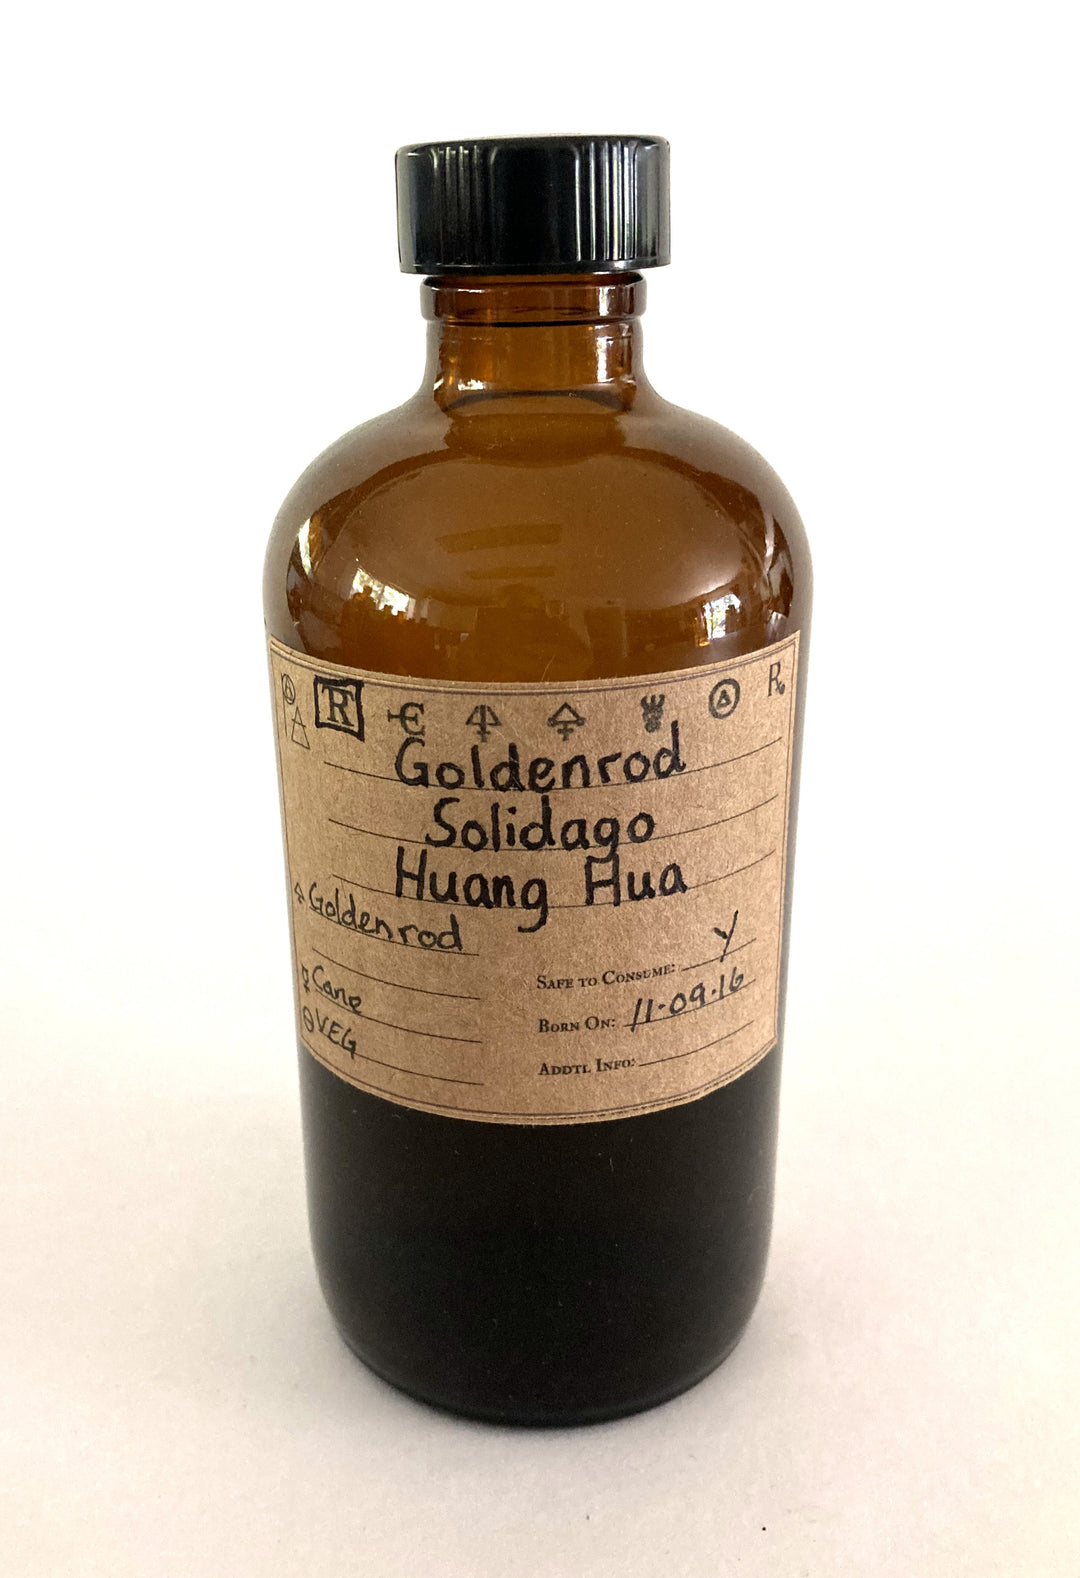 R E ℞
Goldenrod
Solidago
Huang Hua
Goldenrod
Cane
VEG
SAFE TO CONSUME: Y
BORN ON: 11-09-16
ADDTL INFO: